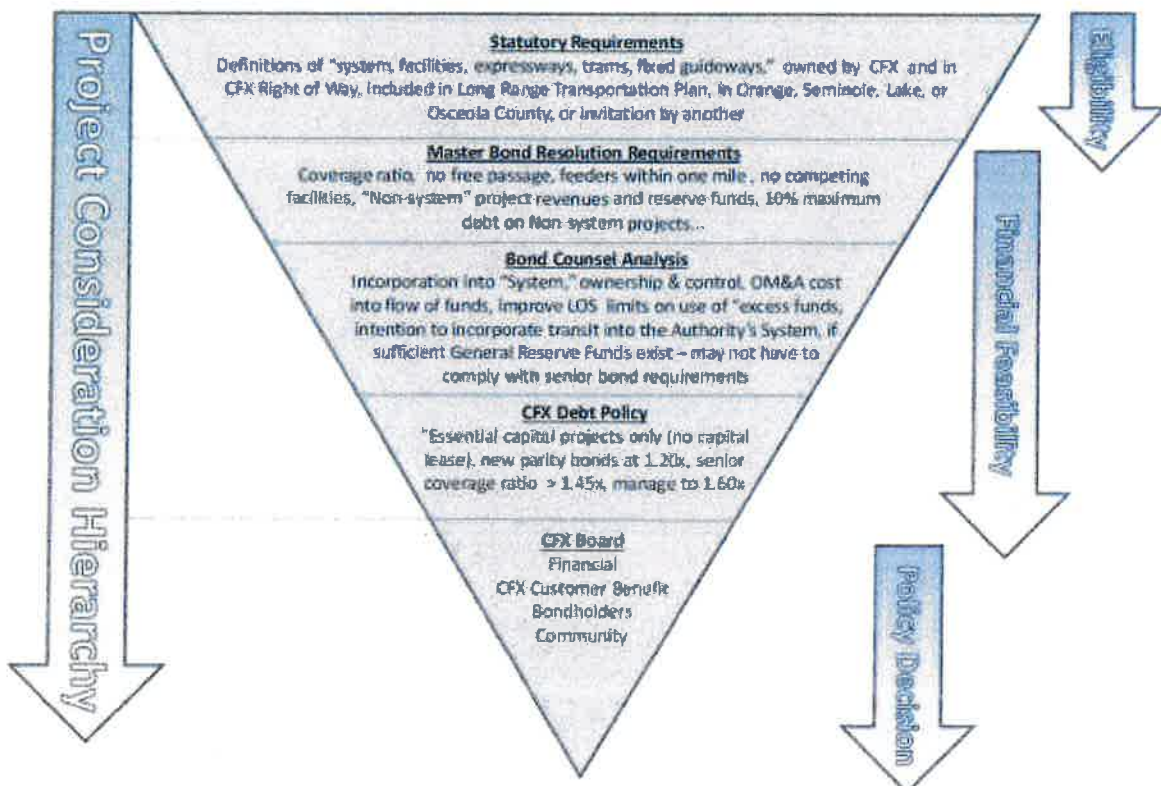 Project Consideration Hierarchy
Statutory Requirements
Definitions of "system, facilities, expressways, trams, fixed guideways," owned by CFX and in
CFX Right of Way, included in Long Range Transportation Plan, in Orange, Seminole, Lake, or
Osceola County, or invitation by another
Master Bond Resolution Requirements
Coverage ratio, no free passage, feeders within one mile, no competing
facilities, "Non-system" project revenues and reserve funds, 10% maximum
debt on Non system projects...
Bond Counsel Analysis
Incorporation into "System," ownership & control, OM&A cost
into flow of funds, improve LOS limits on use of "excess funds,
intention to incorporate transit into the Authority's System, if
sufficient General Reserve Funds exist – may not have to
comply with senior bond requirements
CFX Debt Policy
"Essential capital projects only (no capital
lease), new parity bonds at 1.20x, senior
coverage ratio > 1.45x, manage to 1.60x
CFX Board
Financial
CFX Customer Benefit
Bondholders
Community
Eligibility
Financial Feasibility
Policy Decision